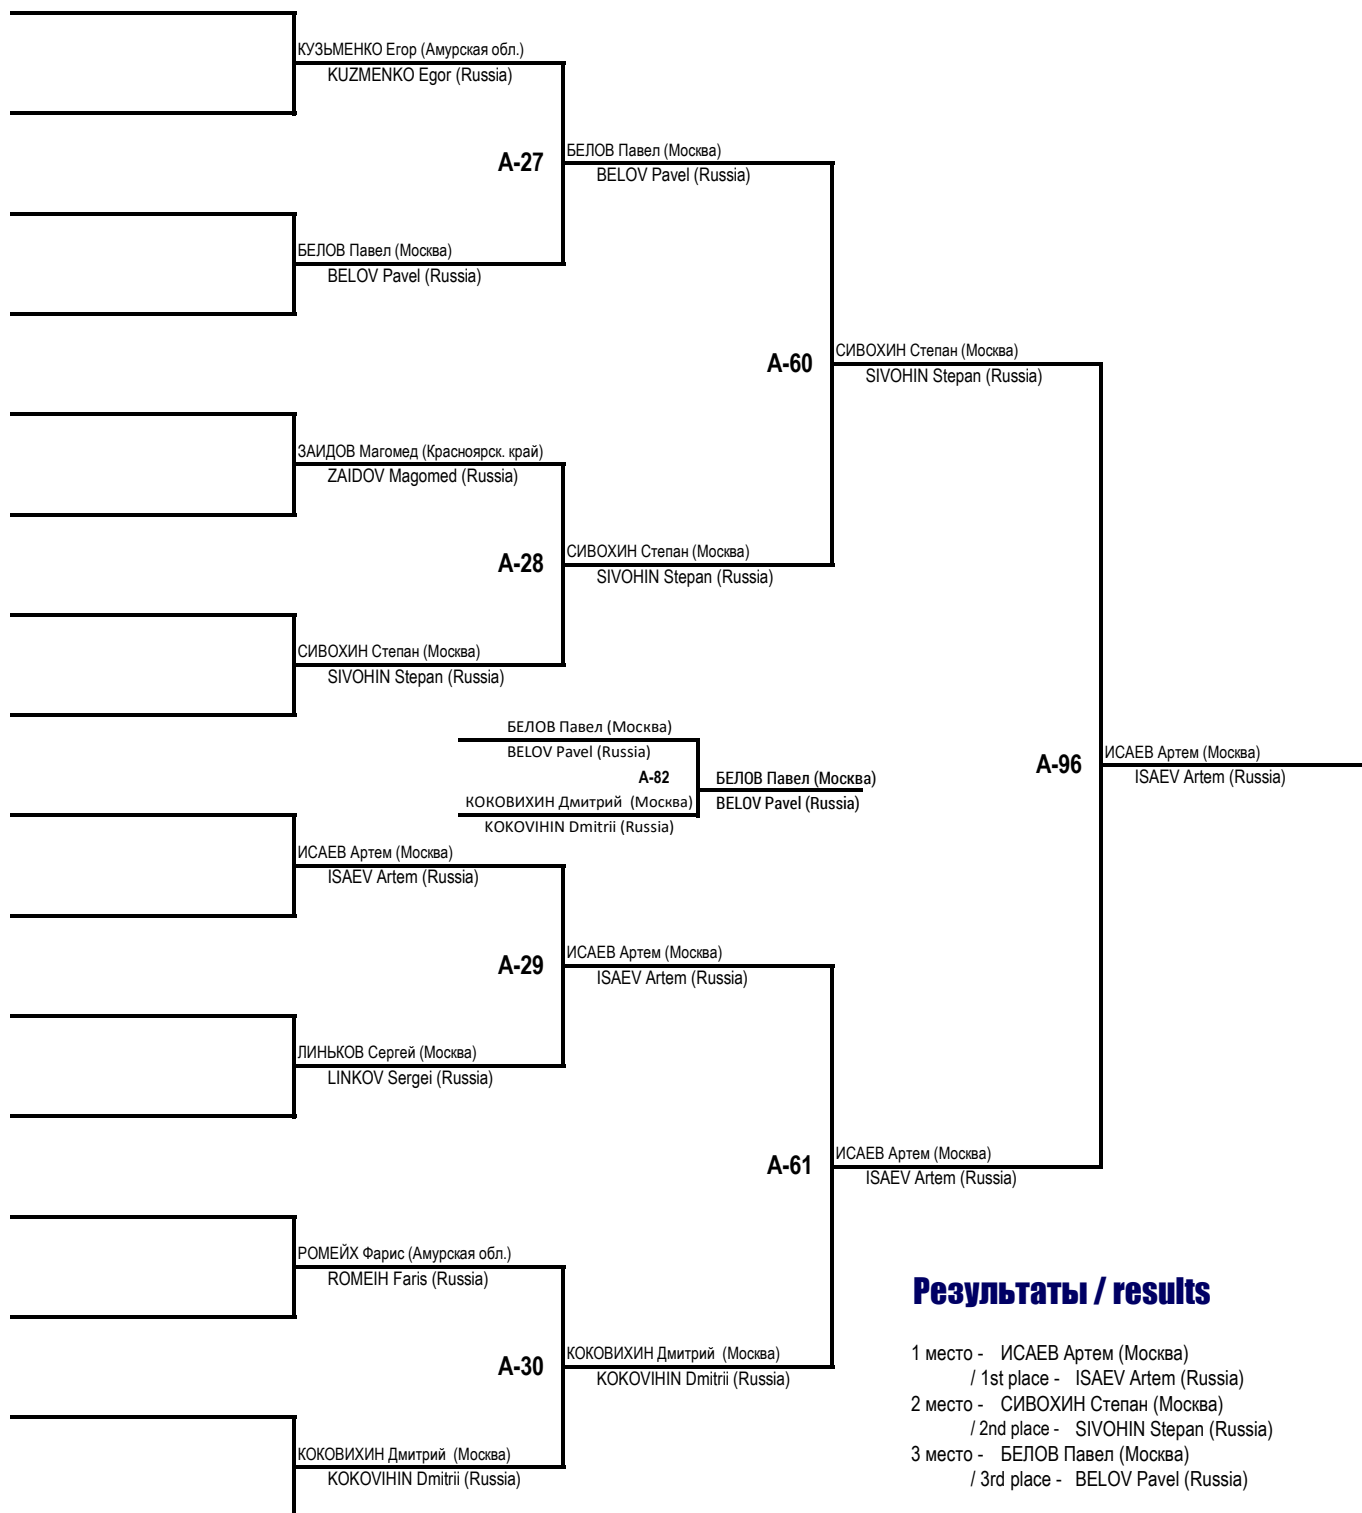 КУЗЬМЕНКО Егор (Амурская обл.)
KUZMENKO Egor (Russia)
A-27
БЕЛОВ Павел (Москва)
BELOV Pavel (Russia)
БЕЛОВ Павел (Москва)
BELOV Pavel (Russia)
A-60
СИВОХИН Степан (Москва)
SIVOHIN Stepan (Russia)
ЗАИДОВ Магомед (Красноярск. край)
ZAIDOV Magomed (Russia)
A-28
СИВОХИН Степан (Москва)
SIVOHIN Stepan (Russia)
СИВОХИН Степан (Москва)
SIVOHIN Stepan (Russia)
БЕЛОВ Павел (Москва)
BELOV Pavel (Russia)
A-82
БЕЛОВ Павел (Москва)
BELOV Pavel (Russia)
КОКОВИХИН Дмитрий (Москва)
KOKOVIHIN Dmitrii (Russia)
A-96
ИСАЕВ Артем (Москва)
ISAEV Artem (Russia)
ИСАЕВ Артем (Москва)
ISAEV Artem (Russia)
A-29
ИСАЕВ Артем (Москва)
ISAEV Artem (Russia)
ЛИНЬКОВ Сергей (Москва)
LINKOV Sergei (Russia)
A-61
ИСАЕВ Артем (Москва)
ISAEV Artem (Russia)
РОМЕЙХ Фарис (Амурская обл.)
ROMEIH Faris (Russia)
A-30
КОКОВИХИН Дмитрий (Москва)
KOKOVIHIN Dmitrii (Russia)
КОКОВИХИН Дмитрий (Москва)
KOKOVIHIN Dmitrii (Russia)
Результаты / results
1 место - ИСАЕВ Артем (Москва)
/ 1st place - ISAEV Artem (Russia)
2 место - СИВОХИН Степан (Москва)
/ 2nd place - SIVOHIN Stepan (Russia)
3 место - БЕЛОВ Павел (Москва)
/ 3rd place - BELOV Pavel (Russia)